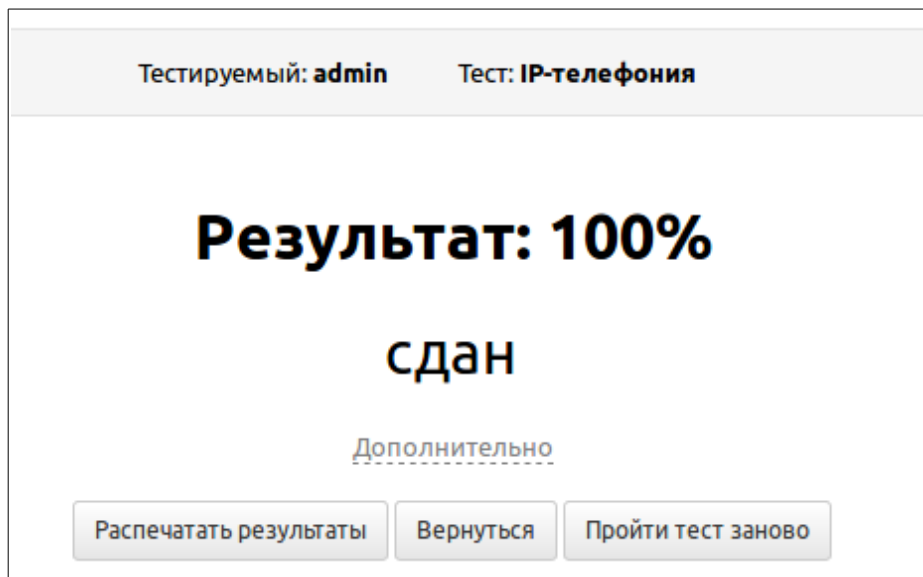 Тестируемый: admin Тест: IP-телефония
Результат: 100%
сдан
Дополнительно
Распечатать результаты Вернуться Пройти тест заново